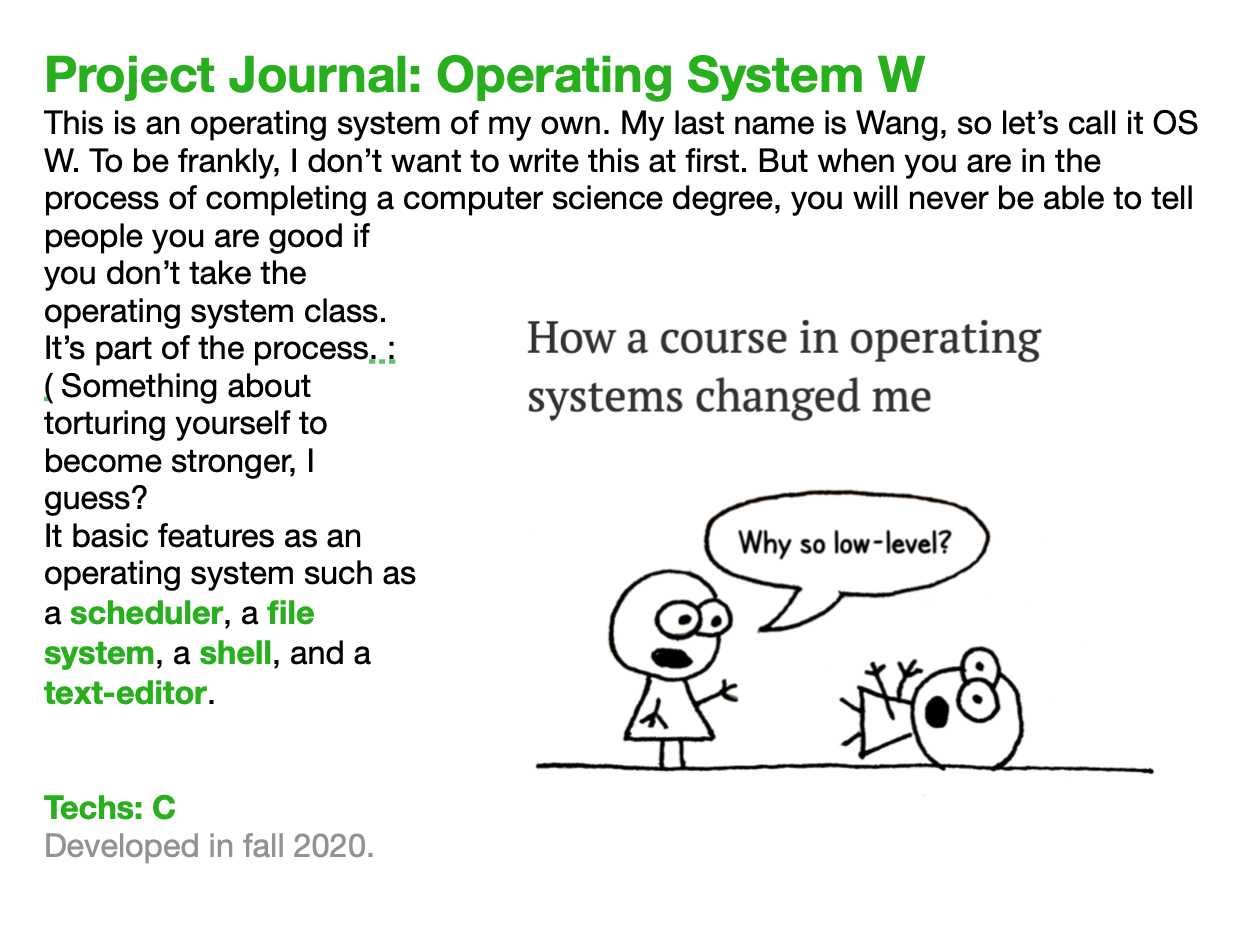 Project Journal: Operating System W
This is an operating system of my own. My last name is Wang, so let’s call it OS
W. To be frankly, I don’t want to write this at first. But when you are in the
process of completing a computer science degree, you will never be able to tell
people you are good if
you don’t take the
operating system class.
It’s part of the process. :
( Something about
torturing yourself to
become stronger, I
guess?
It basic features as an
operating system such as
a scheduler, a file
system, a shell, and a
text-editor.
How a course in operating
systems changed me
Why so low-level?
Techs: C
Developed in fall 2020.